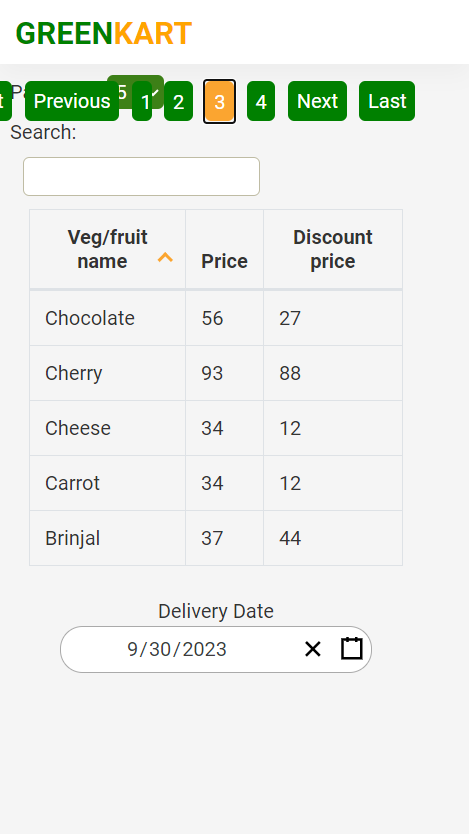 GREENKART
Previous 1 2 3 4 Next Last
5
Search:
Veg/fruit name Price Discount price
Chocolate 56 27
Cherry 93 88
Cheese 34 12
Carrot 34 12
Brinjal 37 44
Delivery Date
9/30/2023